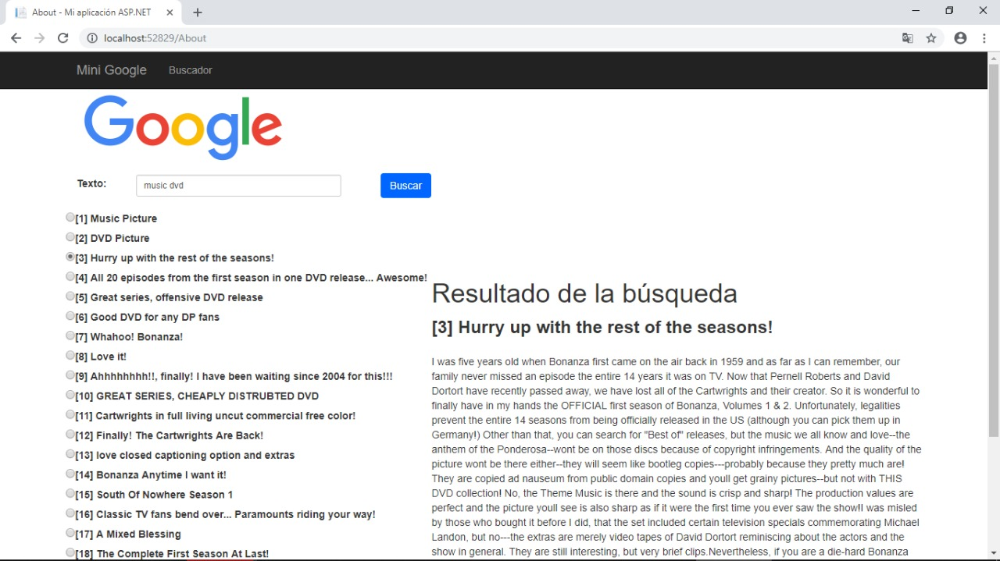 About - Mi aplicación ASP.NET
localhost:52829/About
Mini Google Buscador
Google
Texto: music dvd Buscar
[1] Music Picture
[2] DVD Picture
[3] Hurry up with the rest of the seasons!
[4] All 20 episodes from the first season in one DVD release... Awesome!
[5] Great series, offensive DVD release
[6] Good DVD for any DP fans
[7] Whahoo! Bonanza!
[8] Love it!
[9] Ahhhhhhhh!!, finally! I have been waiting since 2004 for this!!!
[10] GREAT SERIES, CHEAPLY DISTRUBTED DVD
[11] Cartwrights in full living uncut commercial free color!
[12] Finally! The Cartwrights Are Back!
[13] love closed captioning option and extras
[14] Bonanza Anytime I want it!
[15] South Of Nowhere Season 1
[16] Classic TV fans bend over... Paramounts riding your way!
[17] A Mixed Blessing
[18] The Complete First Season At Last!
Resultado de la búsqueda
[3] Hurry up with the rest of the seasons!
I was five years old when Bonanza first came on the air back in 1959 and as far as I can remember, our
family never missed an episode the entire 14 years it was on TV. Now that Pernell Roberts and David
Dortort have recently passed away, we have lost all of the Cartwrights and their creator. So it is wonderful to
finally have in my hands the OFFICIAL first season of Bonanza, Volumes 1 & 2. Unfortunately, legalities
prevent the entire 14 seasons from being officially released in the US (although you can pick them up in
Germany!) Other than that, you can search for "Best of" releases, but the music we all know and love--the
anthem of the Ponderosa--wont be on those discs because of copyright infringements. And the quality of the
picture wont be there either--they will seem like bootleg copies---probably because they pretty much are!
They are copied ad nauseum from public domain copies and youll get grainy pictures--but not with THIS
DVD collection! No, the Theme Music is there and the sound is crisp and sharp! The production values are
perfect and the picture youll see is also sharp as if it were the first time you ever saw the show!I was misled
by those who bought it before I did, that the set included certain television specials commemorating Michael
Landon, but no---the extras are merely video tapes of David Dortort reminiscing about the actors and the
show in general. They are still interesting, but very brief clips.Nevertheless, if you are a die-hard Bonanza